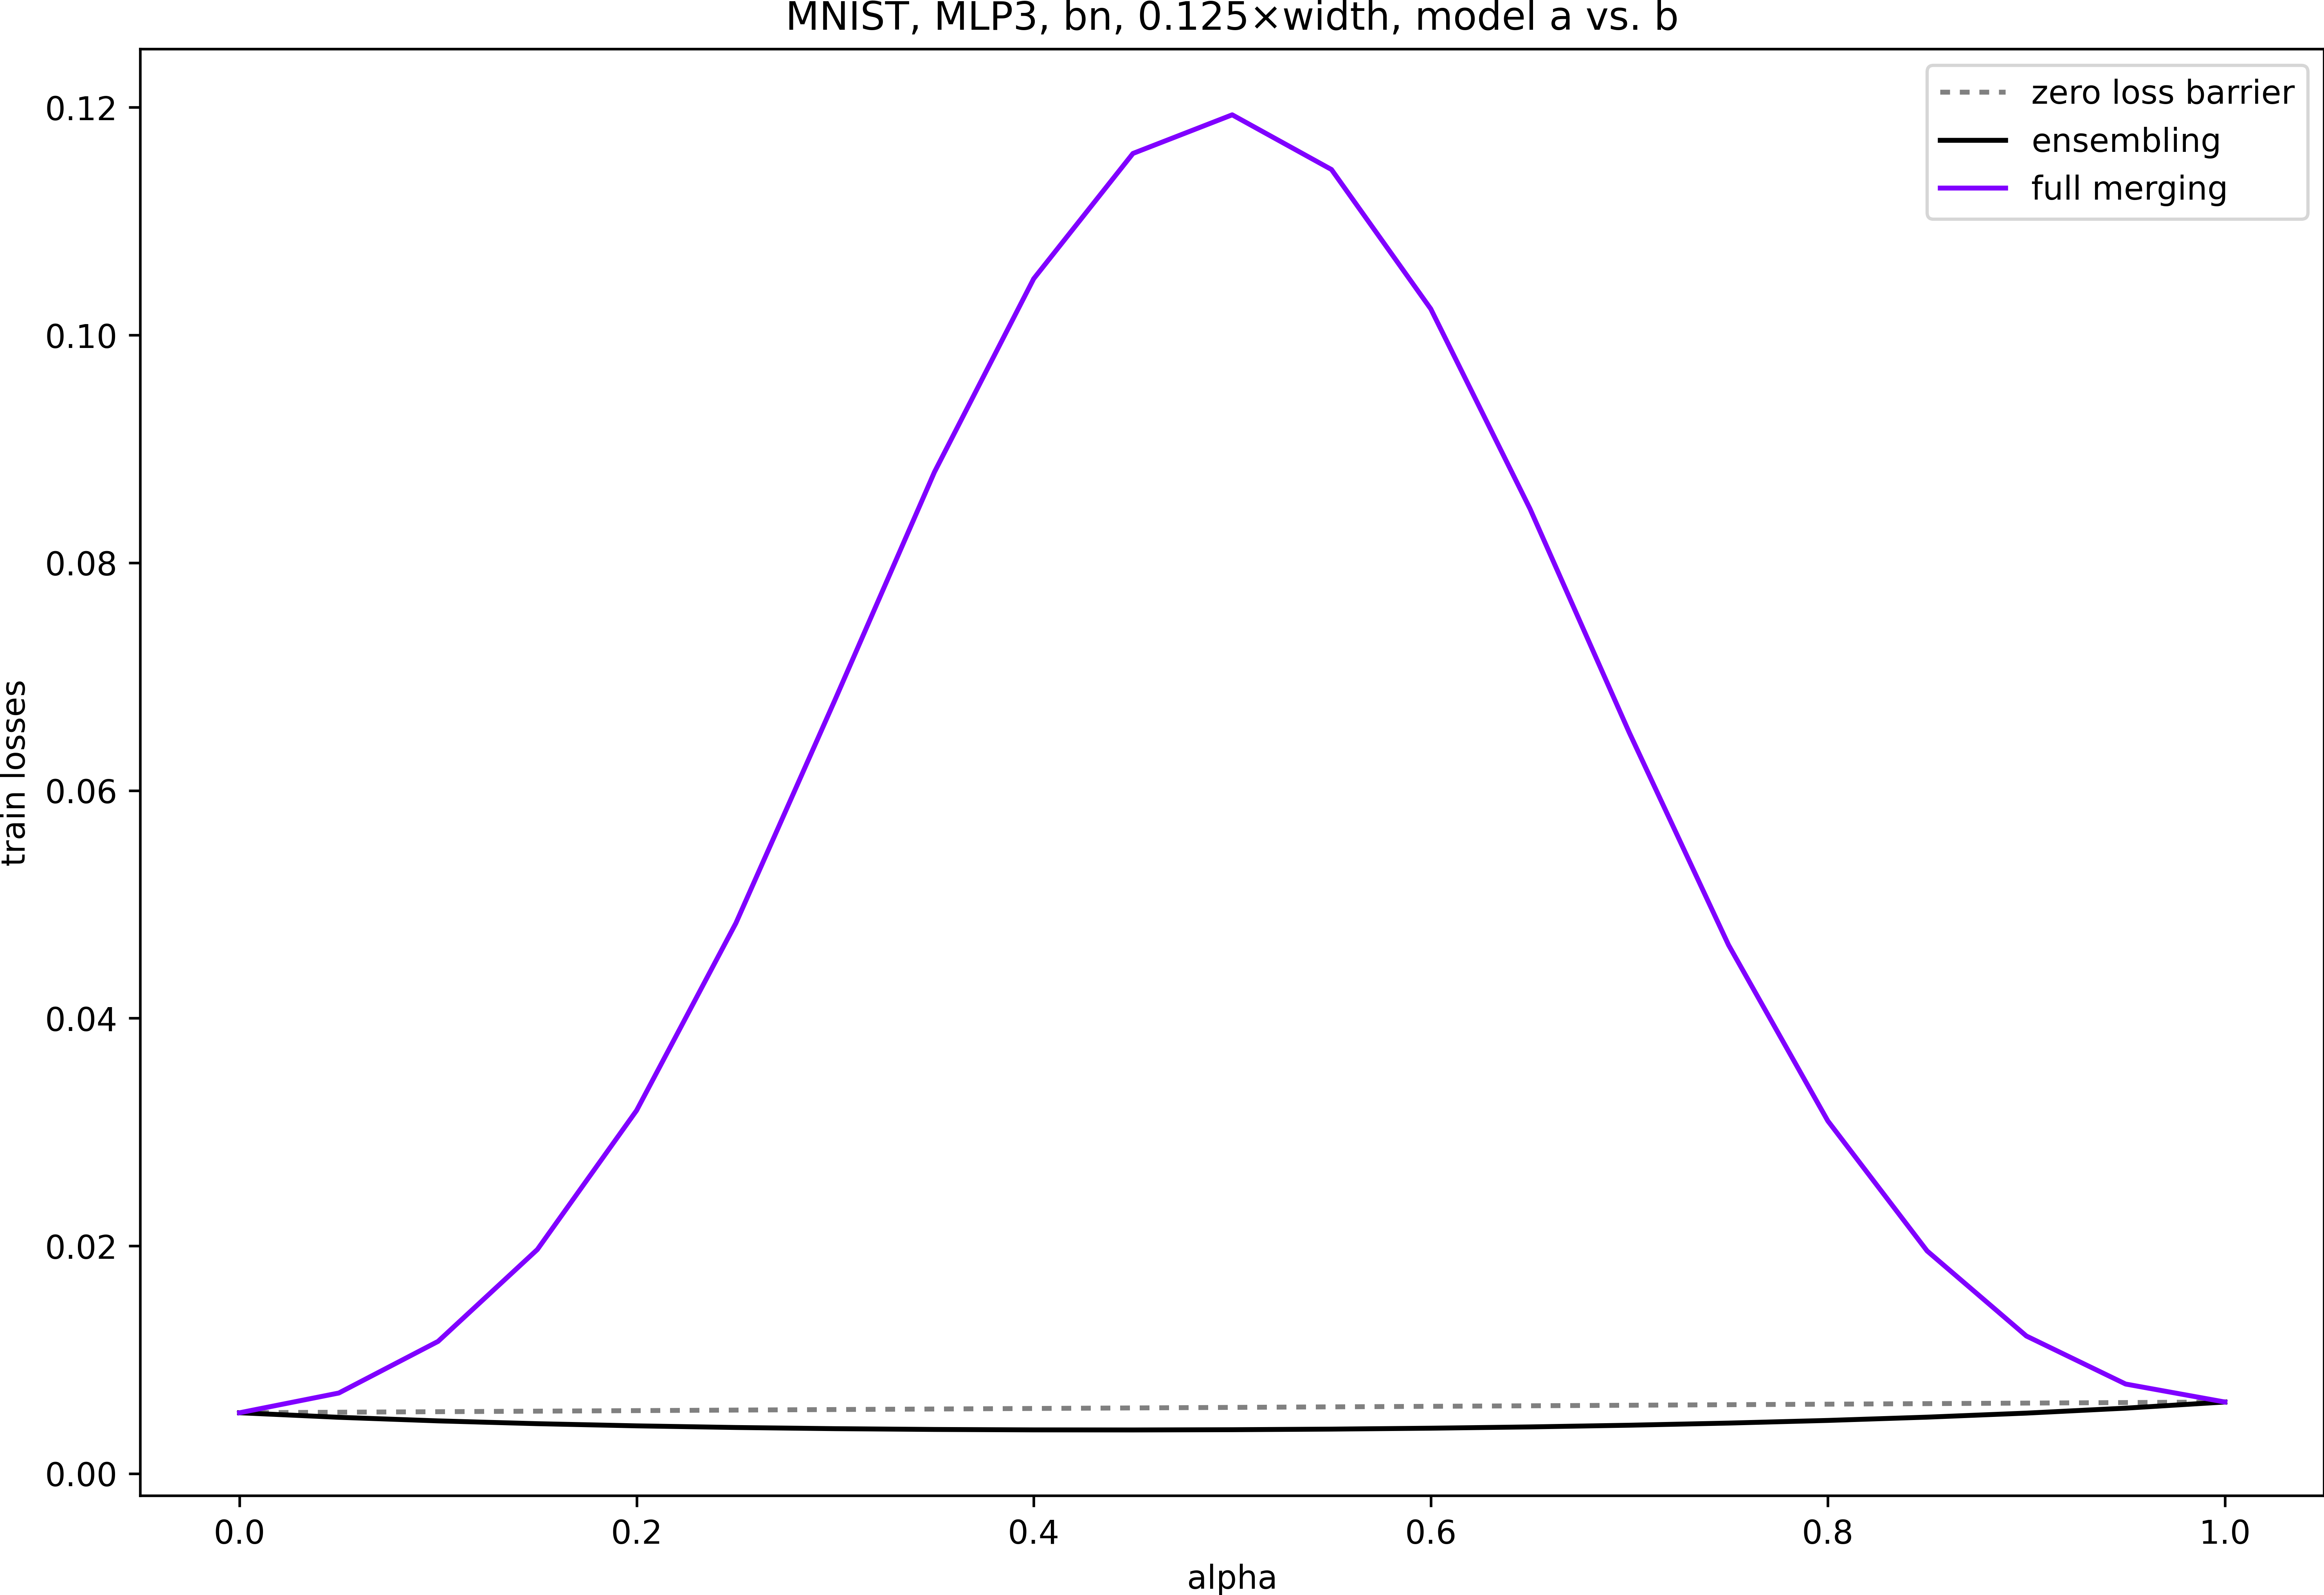 MNIST, MLP3, bn, 0.125×width, model a vs. b
zero loss barrier
ensembling
full merging
0.12
0.10
0.08
0.06
0.04
0.02
0.00
train losses
0.0 0.2 0.4 0.6 0.8 1.0
alpha